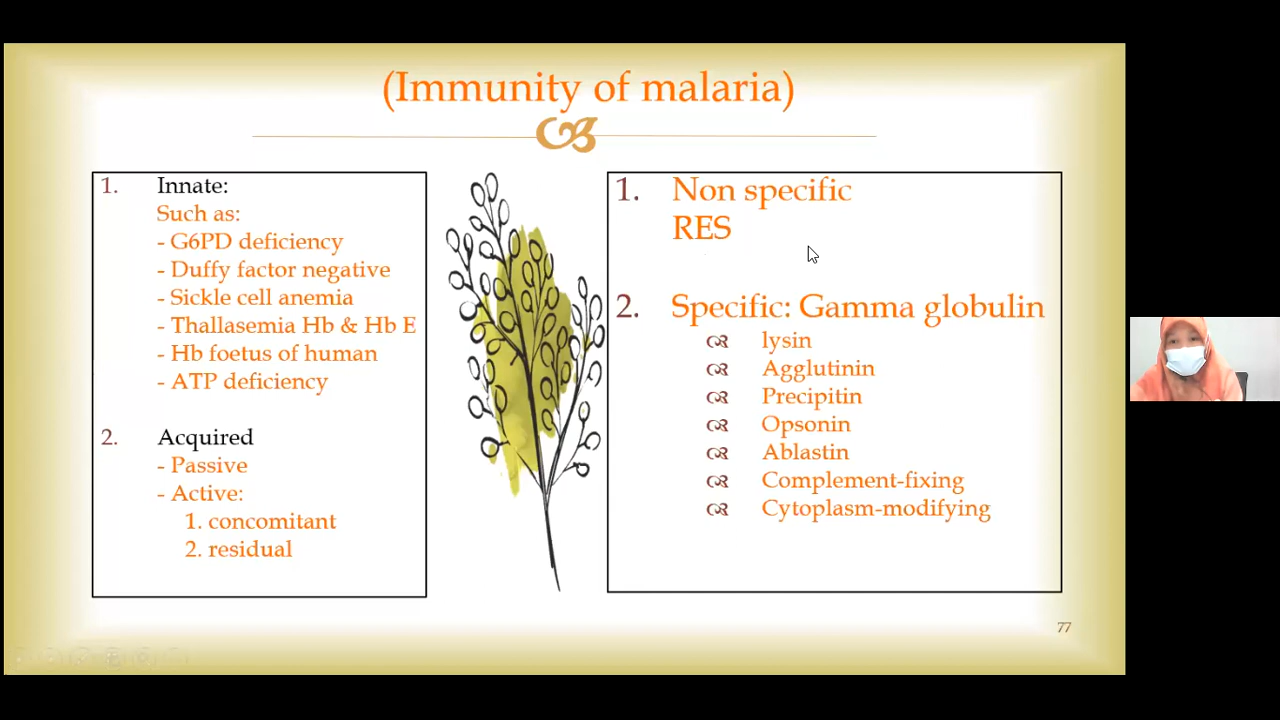 (Immunity of malaria)
1. Innate:
Such as:
- G6PD deficiency
- Duffy factor negative
- Sickle cell anemia
- Thallasemia Hb & Hb E
- Hb foetus of human
- ATP deficiency
2. Acquired
- Passive
- Active:
1. concomitant
2. residual
1. Non specific
RES
2. Specific: Gamma globulin
lysin
Agglutinin
Precipitin
Opsonin
Ablastin
Complement-fixing
Cytoplasm-modifying
77